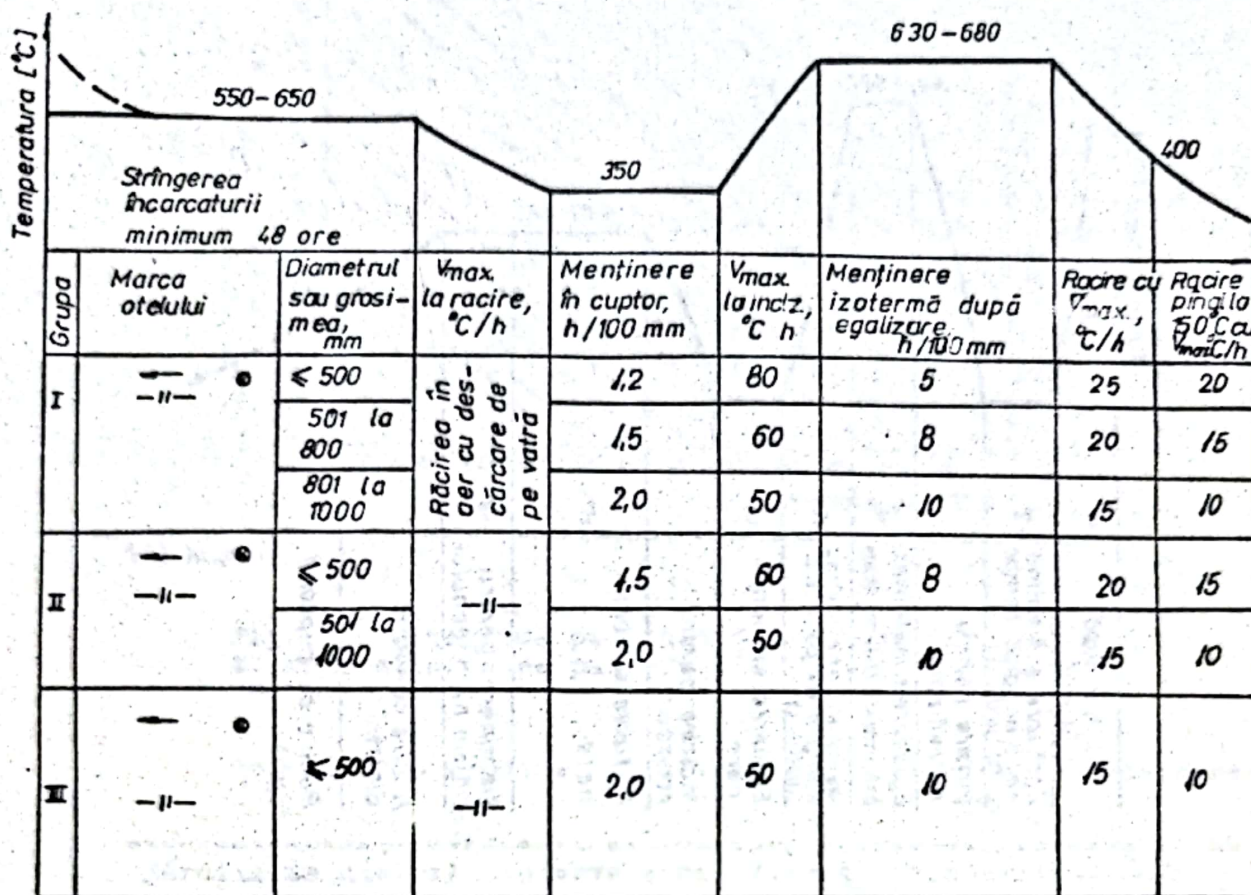 Temperatura [°C]
550-650
350
630-680
400
Strîngerea
încarcaturii
minimum 48 ore
Grupa
Marca
otelului
Diametrul
sau grosi-
mea,
mm
Vmax.
la racire,
°C/h
Menținere
în cuptor,
h/100 mm
Vmax.
la incîlz.,
°C h
Menținere
izotermă după
egalizare,
h/100 mm
Racire cu
Vmax.,
°C/h
Racire
pînă la
150°C cu
Vmax°C/h
I
—"—
⩽ 500
Răcirea în
aer cu des-
cărcare de
pe vatră
1,2
80
5
25
20
501 la
800
1,5
60
8
20
15
801 la
1000
2,0
50
10
15
10
II
—"—
⩽ 500
—"—
1,5
60
8
20
15
501 la
1000
2,0
50
10
15
10
III
—"—
⩽ 500
—"—
2,0
50
10
15
10